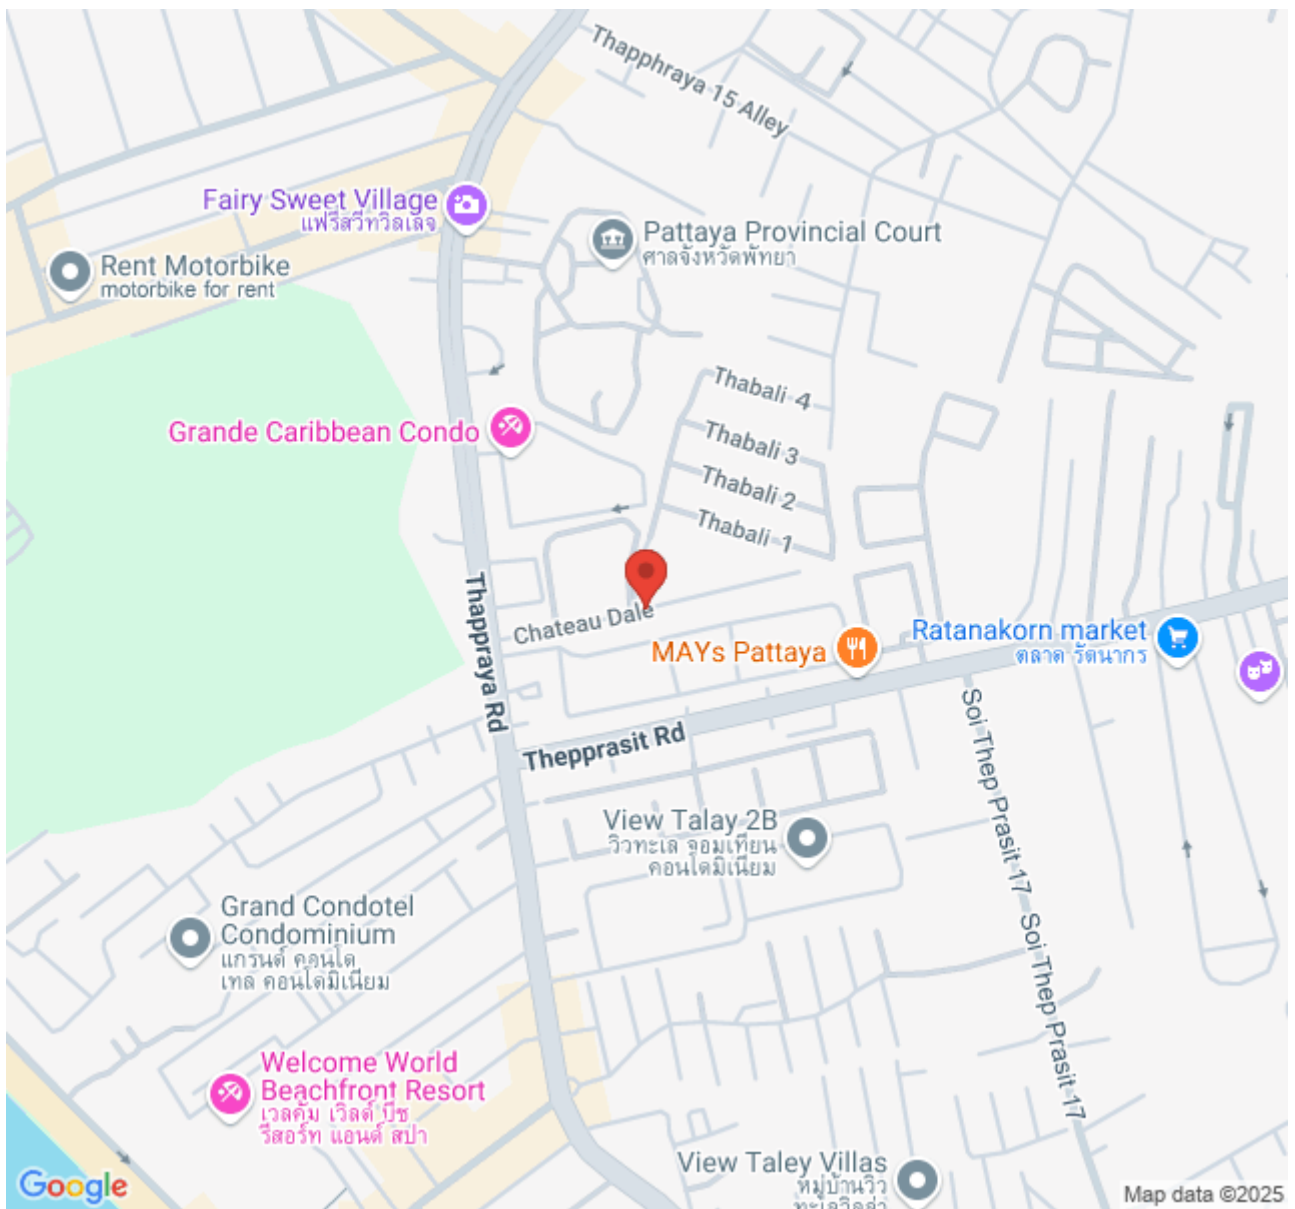 Thapphraya 15 Alley
Fairy Sweet Village
แฟรีสวีทวิลเลจ
Pattaya Provincial Court
ศาลจังหวัดพัทยา
Rent Motorbike
motorbike for rent
Thabali 4
Grande Caribbean Condo
Thabali 3
Thabali 2
Thabali 1
Chateau Dale
Thappraya Rd
Ratanakorn market
ตลาด รัตนากร
MAYs Pattaya
Thepprasit Rd
Soi Thep Prasit 17
View Talay 2B
วิวทะเล จอมเทียน
คอนโดมิเนียม
Grand Condotel
Condominium
แกรนด์ คอนโด
เทล คอนโดมิเนียม
Soi Thep Prasit 17
Welcome World
Beachfront Resort
เวลคัม เวิลด์ บีช
รีสอร์ท แอนด์ สปา
View Taley Villas
หมู่บ้านวิว
ทะเลวิลล่า
Google
Map data ©2025